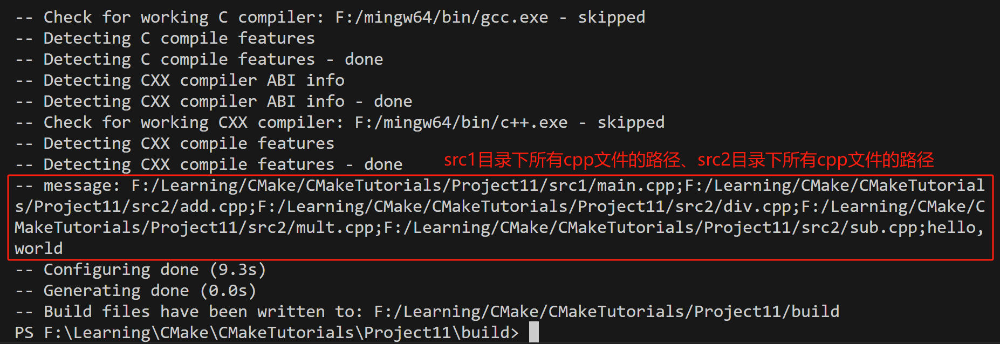 -- Check for working C compiler: F:/mingw64/bin/gcc.exe - skipped
-- Detecting C compile features
-- Detecting C compile features - done
-- Detecting CXX compiler ABI info
-- Detecting CXX compiler ABI info - done
-- Check for working CXX compiler: F:/mingw64/bin/c++.exe - skipped
-- Detecting CXX compile features
-- Detecting CXX compile features - done
src1目录下所有cpp文件的路径、src2目录下所有cpp文件的路径
-- message: F:/Learning/CMake/CMakeTutorials/Project11/src1/main.cpp;F:/Learning/CMake/CMakeTutorial
s/Project11/src2/add.cpp;F:/Learning/CMake/CMakeTutorials/Project11/src2/div.cpp;F:/Learning/CMake/C
MakeTutorials/Project11/src2/mult.cpp;F:/Learning/CMake/CMakeTutorials/Project11/src2/sub.cpp;hello,
world
-- Configuring done (9.3s)
-- Generating done (0.0s)
-- Build files have been written to: F:/Learning/CMake/CMakeTutorials/Project11/build
PS F:\Learning\CMake\CMakeTutorials\Project11\build>